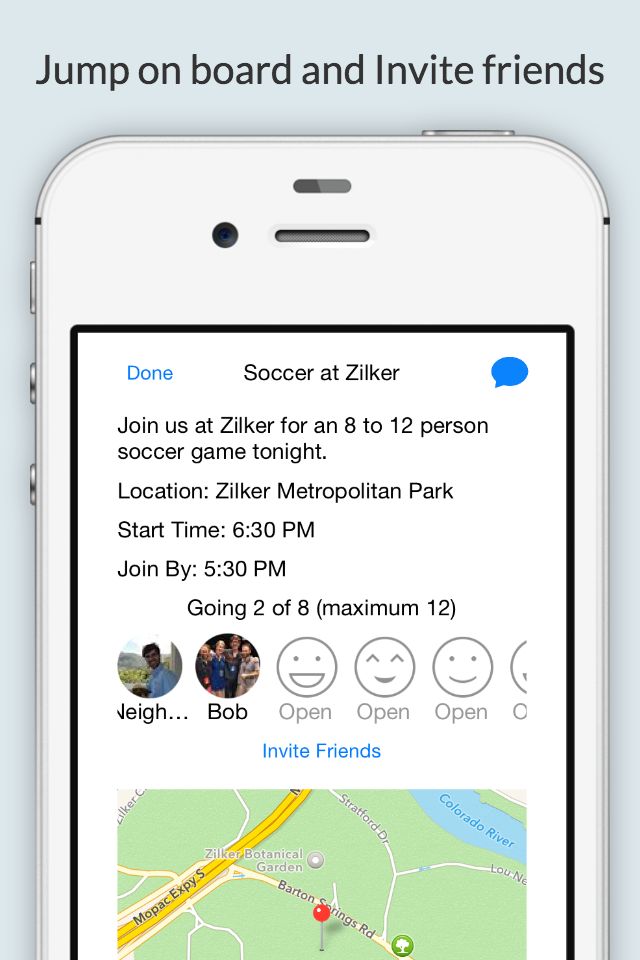 Jump on board and Invite friends
Done
Soccer at Zilker
Join us at Zilker for an 8 to 12 person
soccer game tonight.
Location: Zilker Metropolitan Park
Start Time: 6:30 PM
Join By: 5:30 PM
Going 2 of 8 (maximum 12)
Neigh... Bob Open Open Open O
Invite Friends
Zilker C
Stratford Dr
Colorado River
Zilker Botanical
Garden
Lou-Ne
Mopac Expy S
Barton Springs Rd